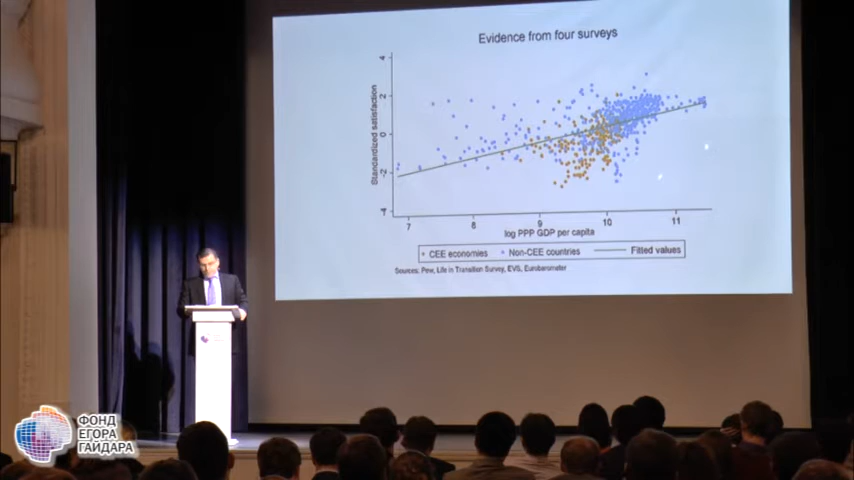 Evidence from four surveys
Standardized satisfaction
4
2
0
-2
-4
7
8
9
10
11
log PPP GDP per capita
CEE economies
Non-CEE countries
Fitted values
Sources: Pew, Life in Transition Survey, EVS, Eurobarometer
ФОНД
ЕГОРА
ГАЙДАРА